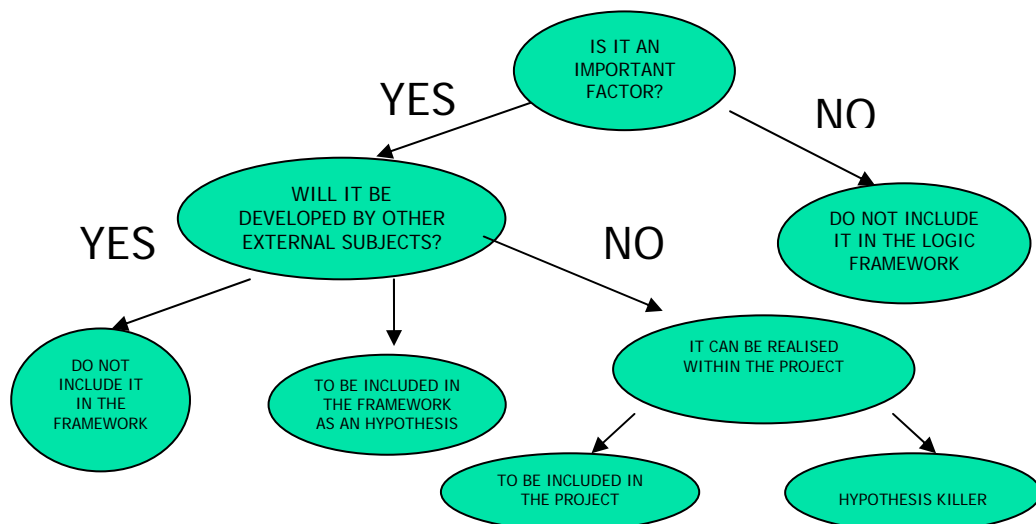 IS IT AN
IMPORTANT
FACTOR?
YES
NO
WILL IT BE
DEVELOPED BY OTHER
EXTERNAL SUBJECTS?
DO NOT INCLUDE
IT IN THE LOGIC
FRAMEWORK
YES
NO
DO NOT
INCLUDE IT
IN THE
FRAMEWORK
TO BE INCLUDED IN
THE FRAMEWORK
AS AN HYPOTHESIS
IT CAN BE REALISED
WITHIN THE PROJECT
TO BE INCLUDED IN
THE PROJECT
HYPOTHESIS KILLER